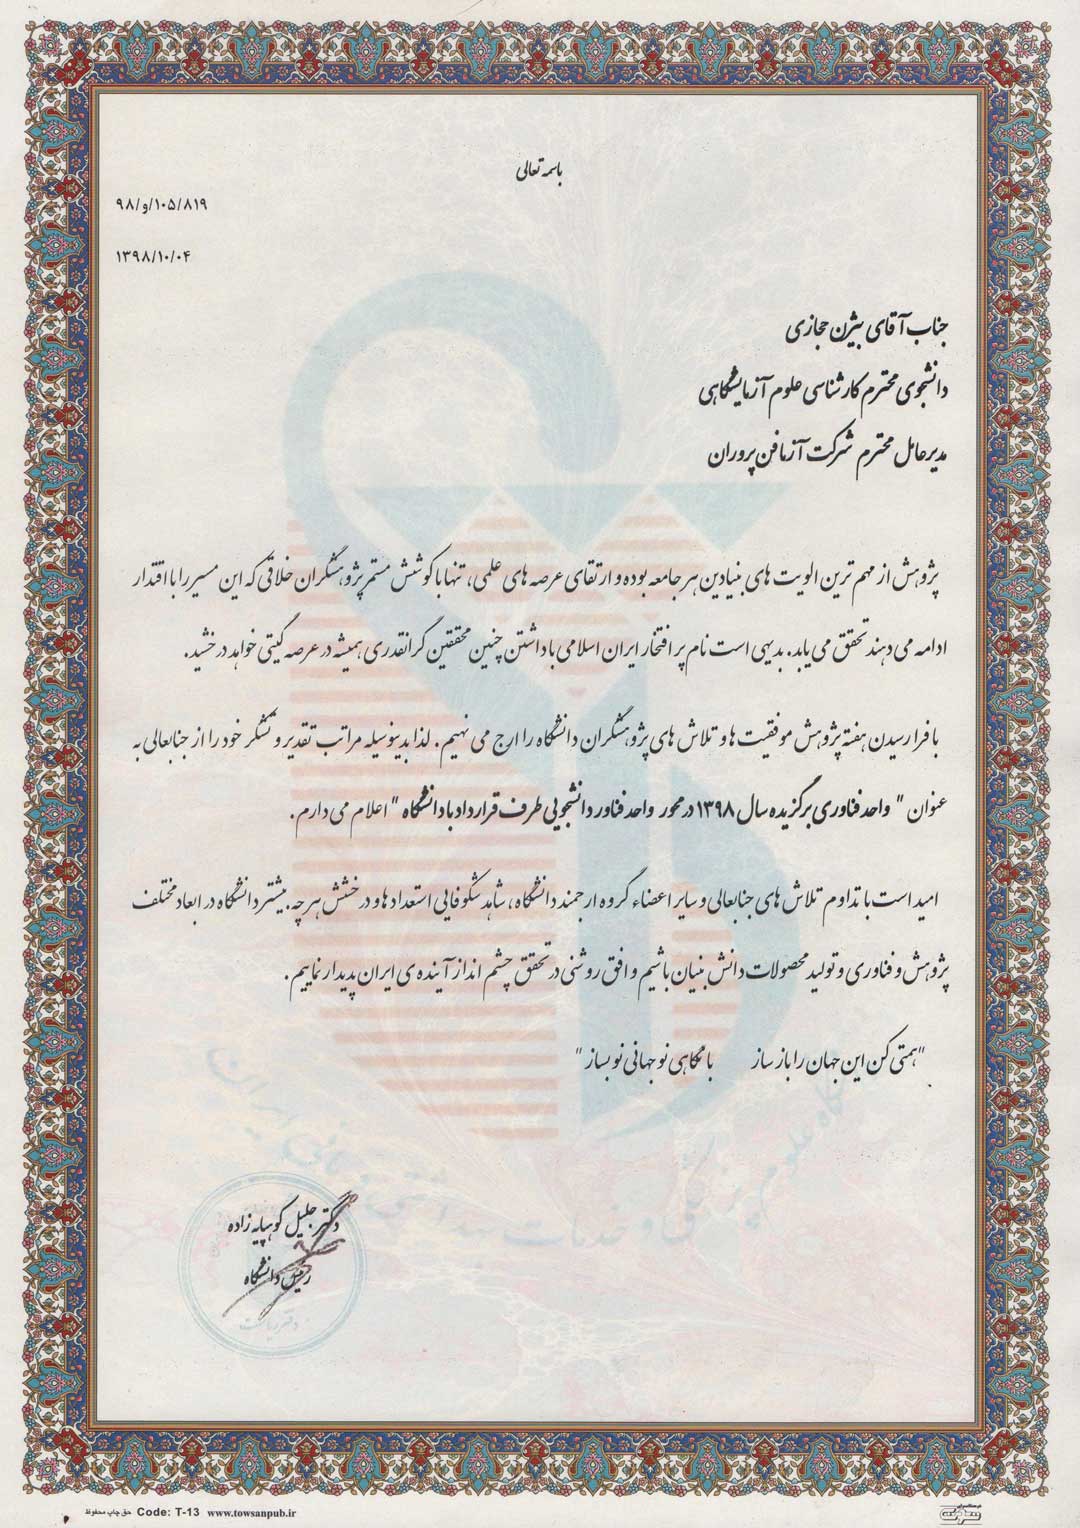 باسمه تعالی
۹۸/و/۱۰۵/۸۱۹
۱۳۹۸/۱۰/۰۴
جناب آقای بیژن حجازی
دانشجوی محترم کارشناسی علوم آزمایشگاهی
مدیرعامل محترم شرکت آزمافن پروران
پژوهش از مهم ترین الویت های بنیادین هر جامعه بوده و ارتقای عرصه های علمی، تنها با کوشش مستمر پژوهشگران خلاقی که این مسیر را با اقتدار
ادامه می دهند تحقق می یابد. بدیهی است نام پر افتخار ایران اسلامی با داشتن چنین محققین گرانقدری همیشه در عرصه گیتی خواهد درخشید.
با فرا رسیدن هفته پژوهش موفقیت ها و تلاش های پژوهشگران دانشگاه را ارج می نهیم. لذا بدینوسیله مراتب تقدیر و تشکر خود را از جنابعالی به
عنوان " واحد فناوری برگزیده سال ۱۳۹۸ در محور واحد فناور دانشجویی طرف قرارداد با دانشگاه " اعلام می دارم.
امید است با تداوم تلاش های جنابعالی و سایر اعضاء گروه ارجمند دانشگاه، شاهد شکوفایی استعدادها و درخشش هرچه بیشتر دانشگاه در ابعاد مختلف
پژوهش و فناوری و تولید محصولات دانش بنیان باشیم و افق روشنی در تحقق چشم انداز آینده ی ایران پدیدار نماییم.
"همتی کن این جهان را باز ساز با نگاهی نو جهانی نو بساز"
دکتر جلیل کوهپایه زاده
رئیس دانشگاه
دفتر ریاست
حق چاپ محفوظ Code: T-13 www.towsanpub.ir